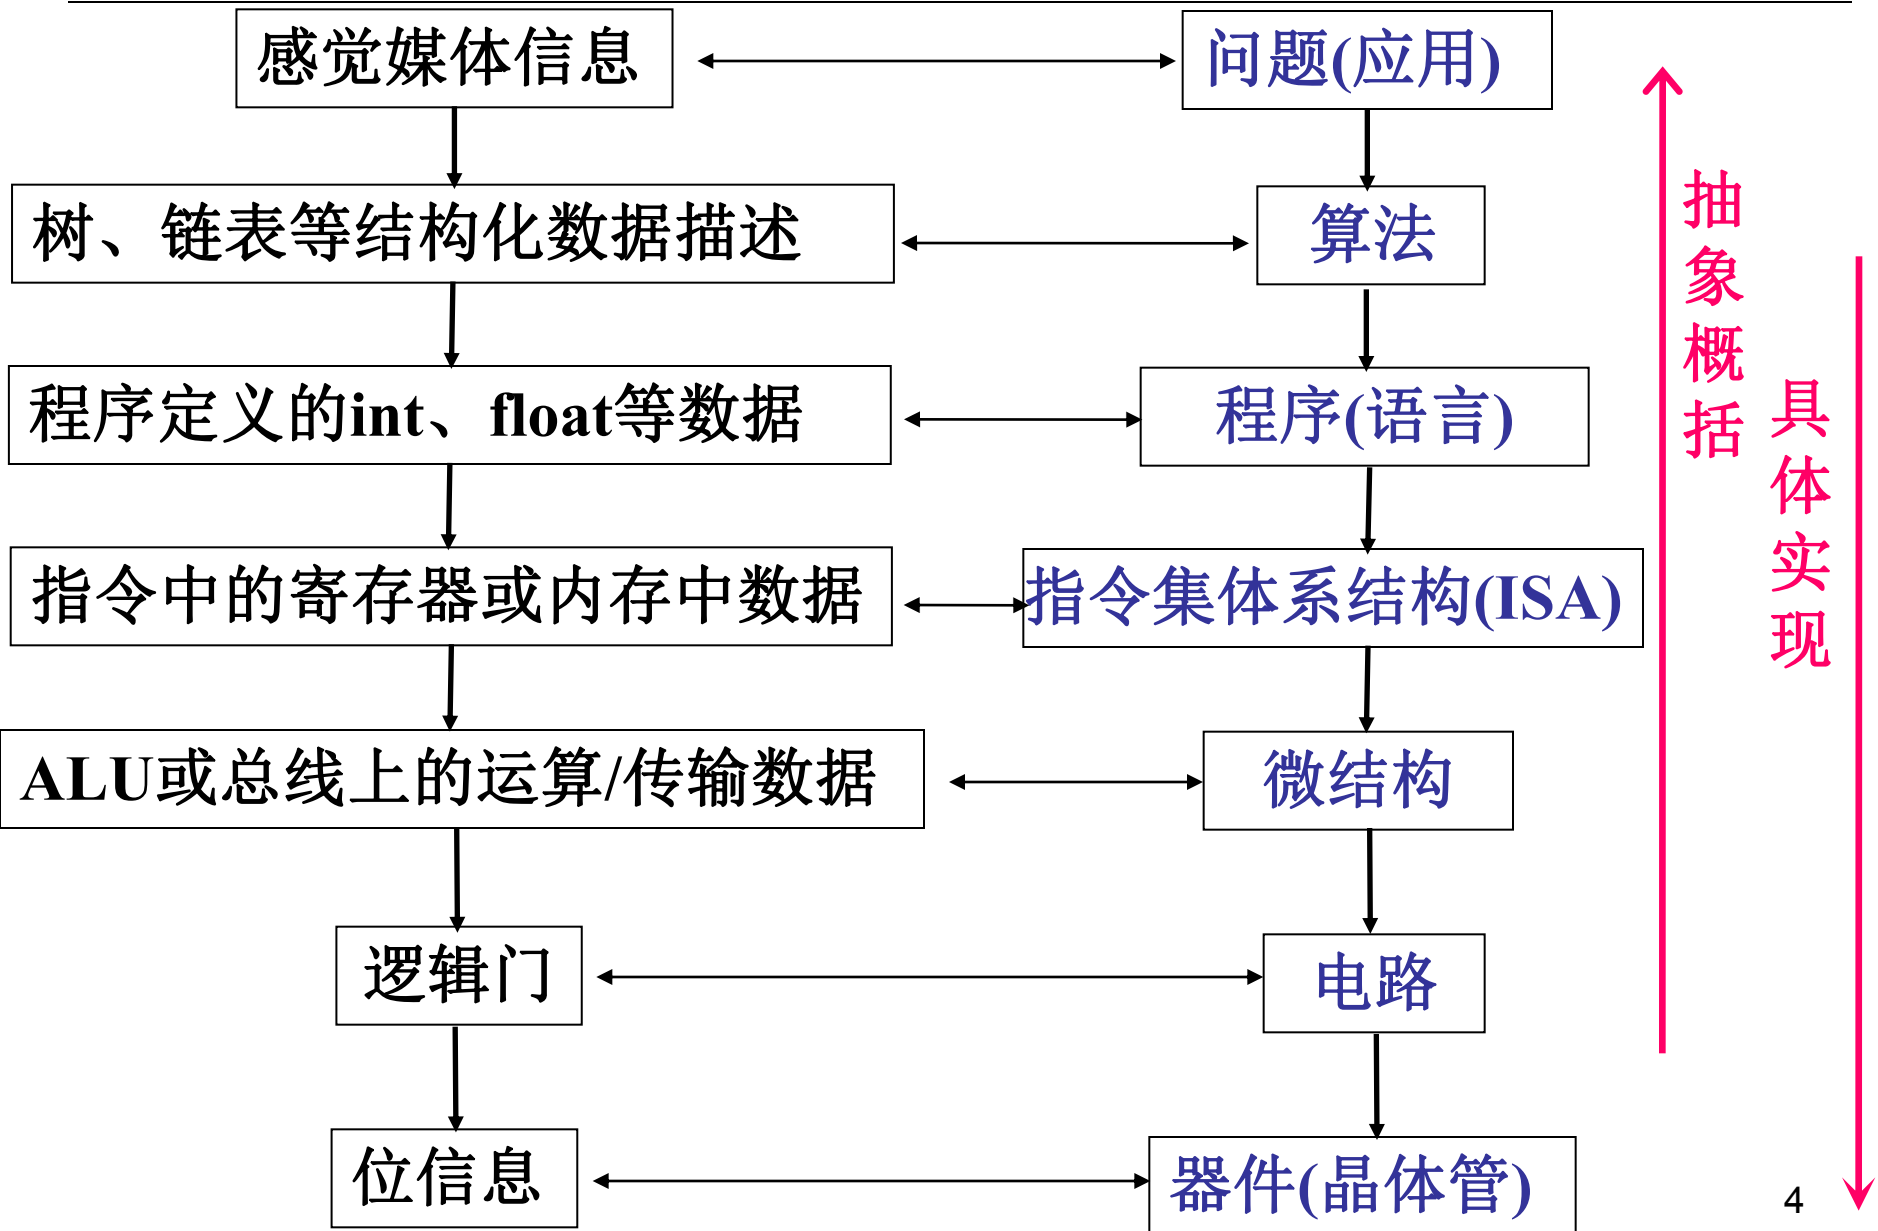 感觉媒体信息
问题(应用)
树、链表等结构化数据描述
算法
程序定义的int、float等数据
程序(语言)
指令中的寄存器或内存中数据
指令集体系结构(ISA)
ALU或总线上的运算/传输数据
微结构
逻辑门
电路
位信息
器件(晶体管)
抽象概括
具体实现
4